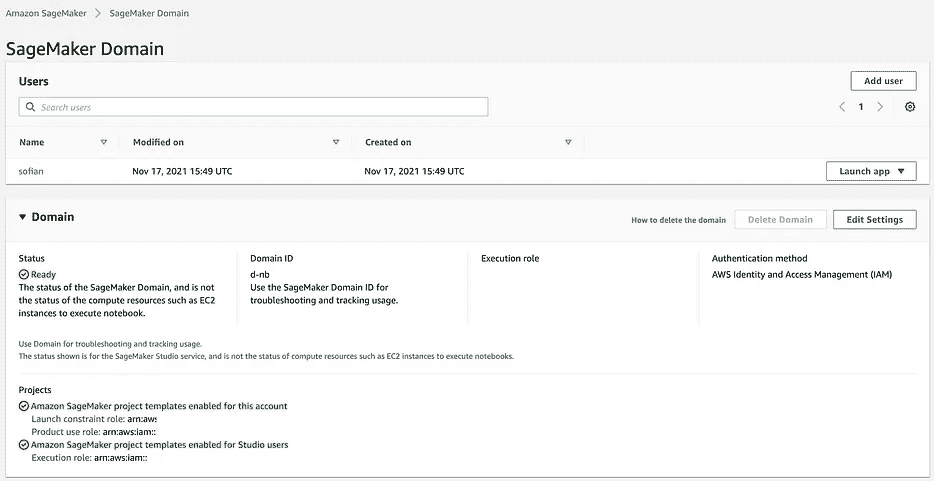 Amazon SageMaker > SageMaker Domain
SageMaker Domain
Users
Add user
Search users
1
Name Modified on Created on
sofian Nov 17, 2021 15:49 UTC Nov 17, 2021 15:49 UTC Launch app
Domain
How to delete the domain Delete Domain Edit Settings
Status
Ready
The status of the SageMaker Domain, and is not
the status of the compute resources such as EC2
instances to execute notebook.
Domain ID
d-nb
Use the SageMaker Domain ID for
troubleshooting and tracking usage.
Execution role
Authentication method
AWS Identity and Access Management (IAM)
Use Domain for troubleshooting and tracking usage.
The status shown is for the SageMaker Studio service, and is not the status of compute resources such as EC2 instances to execute notebooks.
Projects
Amazon SageMaker project templates enabled for this account
Launch constraint role: arn:aws:
Product use role: arn:aws:iam::
Amazon SageMaker project templates enabled for Studio users
Execution role: arn:aws:iam::